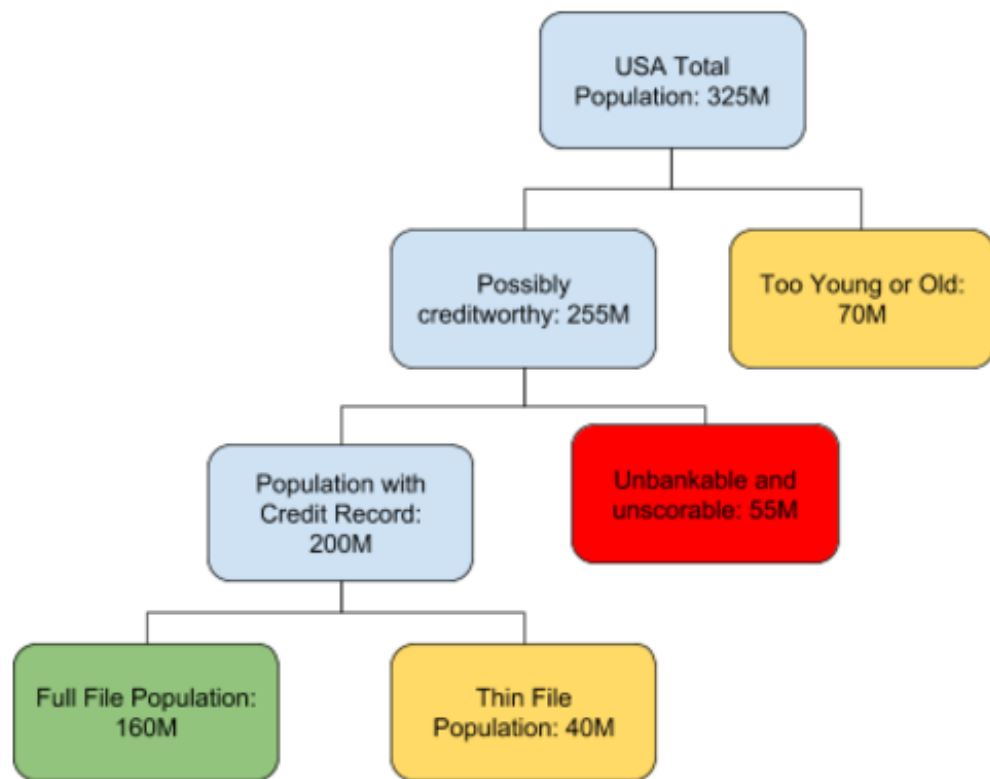 USA Total
Population: 325M
Possibly
creditworthy: 255M
Too Young or Old:
70M
Population with
Credit Record:
200M
Unbankable and
unscorable: 55M
Full File Population:
160M
Thin File
Population: 40M